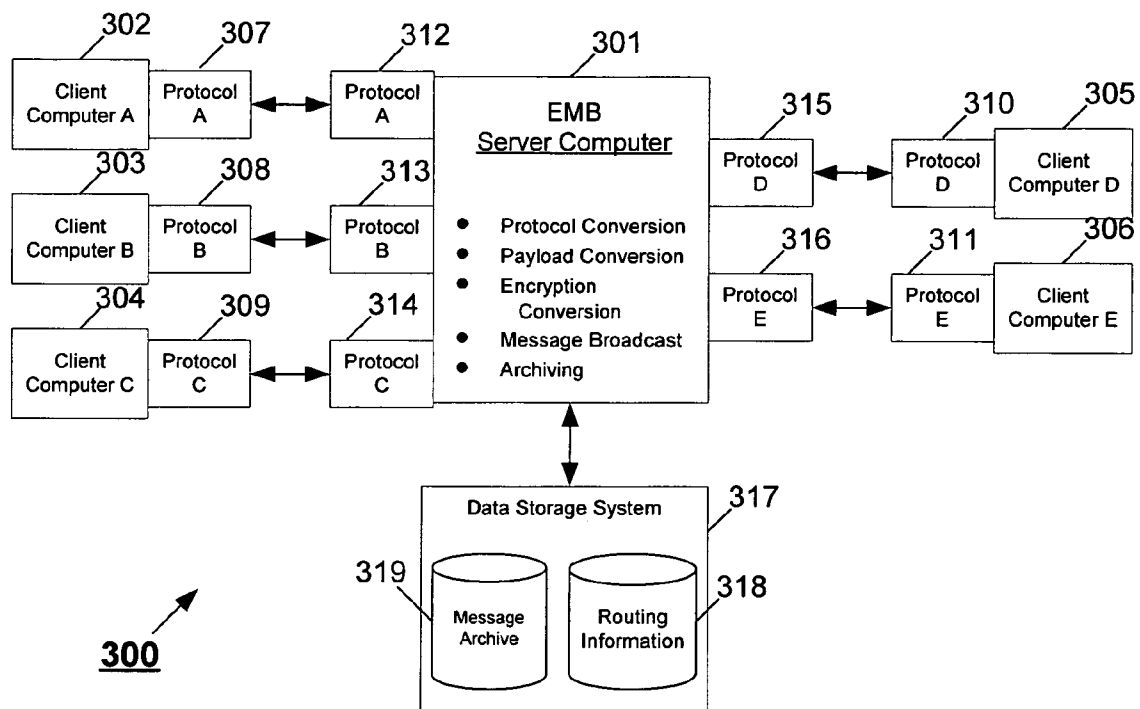 302
307
312
301
Client
Computer A
Protocol
A
Protocol
A
EMB
Server Computer
315
310
305
Protocol
D
Protocol
D
Client
Computer D
303
308
313
Client
Computer B
Protocol
B
Protocol
B
• Protocol Conversion
• Payload Conversion
• Encryption
Conversion
• Message Broadcast
• Archiving
316
311
306
Protocol
E
Protocol
E
Client
Computer E
304
309
314
Client
Computer C
Protocol
C
Protocol
C
Data Storage System
317
319
318
Message
Archive
Routing
Information
300